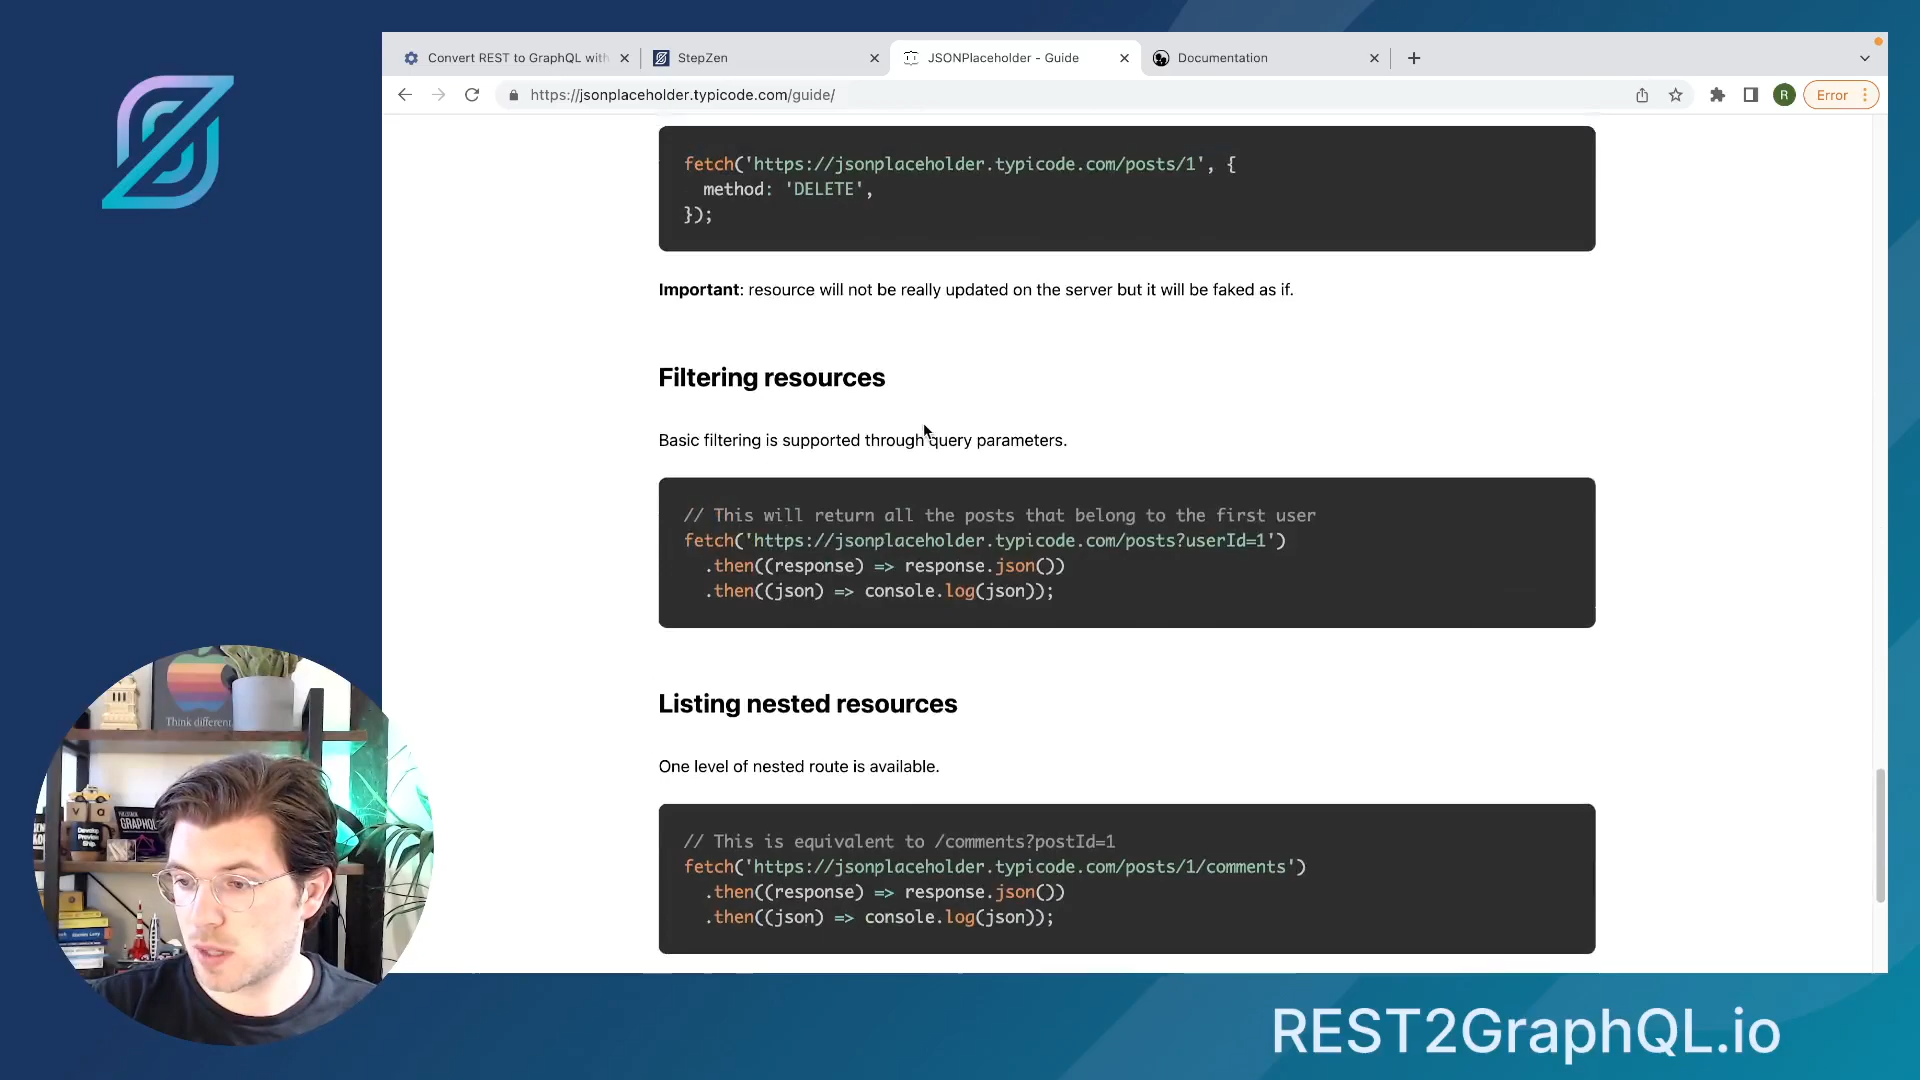 Convert REST to GraphQL with
StepZen
JSONPlaceholder - Guide
Documentation
https://jsonplaceholder.typicode.com/guide/
R
Error
fetch('https://jsonplaceholder.typicode.com/posts/1', {
method: 'DELETE',
});
Important: resource will not be really updated on the server but it will be faked as if.
Filtering resources
Basic filtering is supported through query parameters.
// This will return all the posts that belong to the first user
fetch('https://jsonplaceholder.typicode.com/posts?userId=1')
.then((response) => response.json())
.then((json) => console.log(json));
Listing nested resources
One level of nested route is available.
// This is equivalent to /comments?postId=1
fetch('https://jsonplaceholder.typicode.com/posts/1/comments')
.then((response) => response.json())
.then((json) => console.log(json));
Think different
V a
Develop
Preview
Ship.
GRAPHQL
REST2GraphQL.io